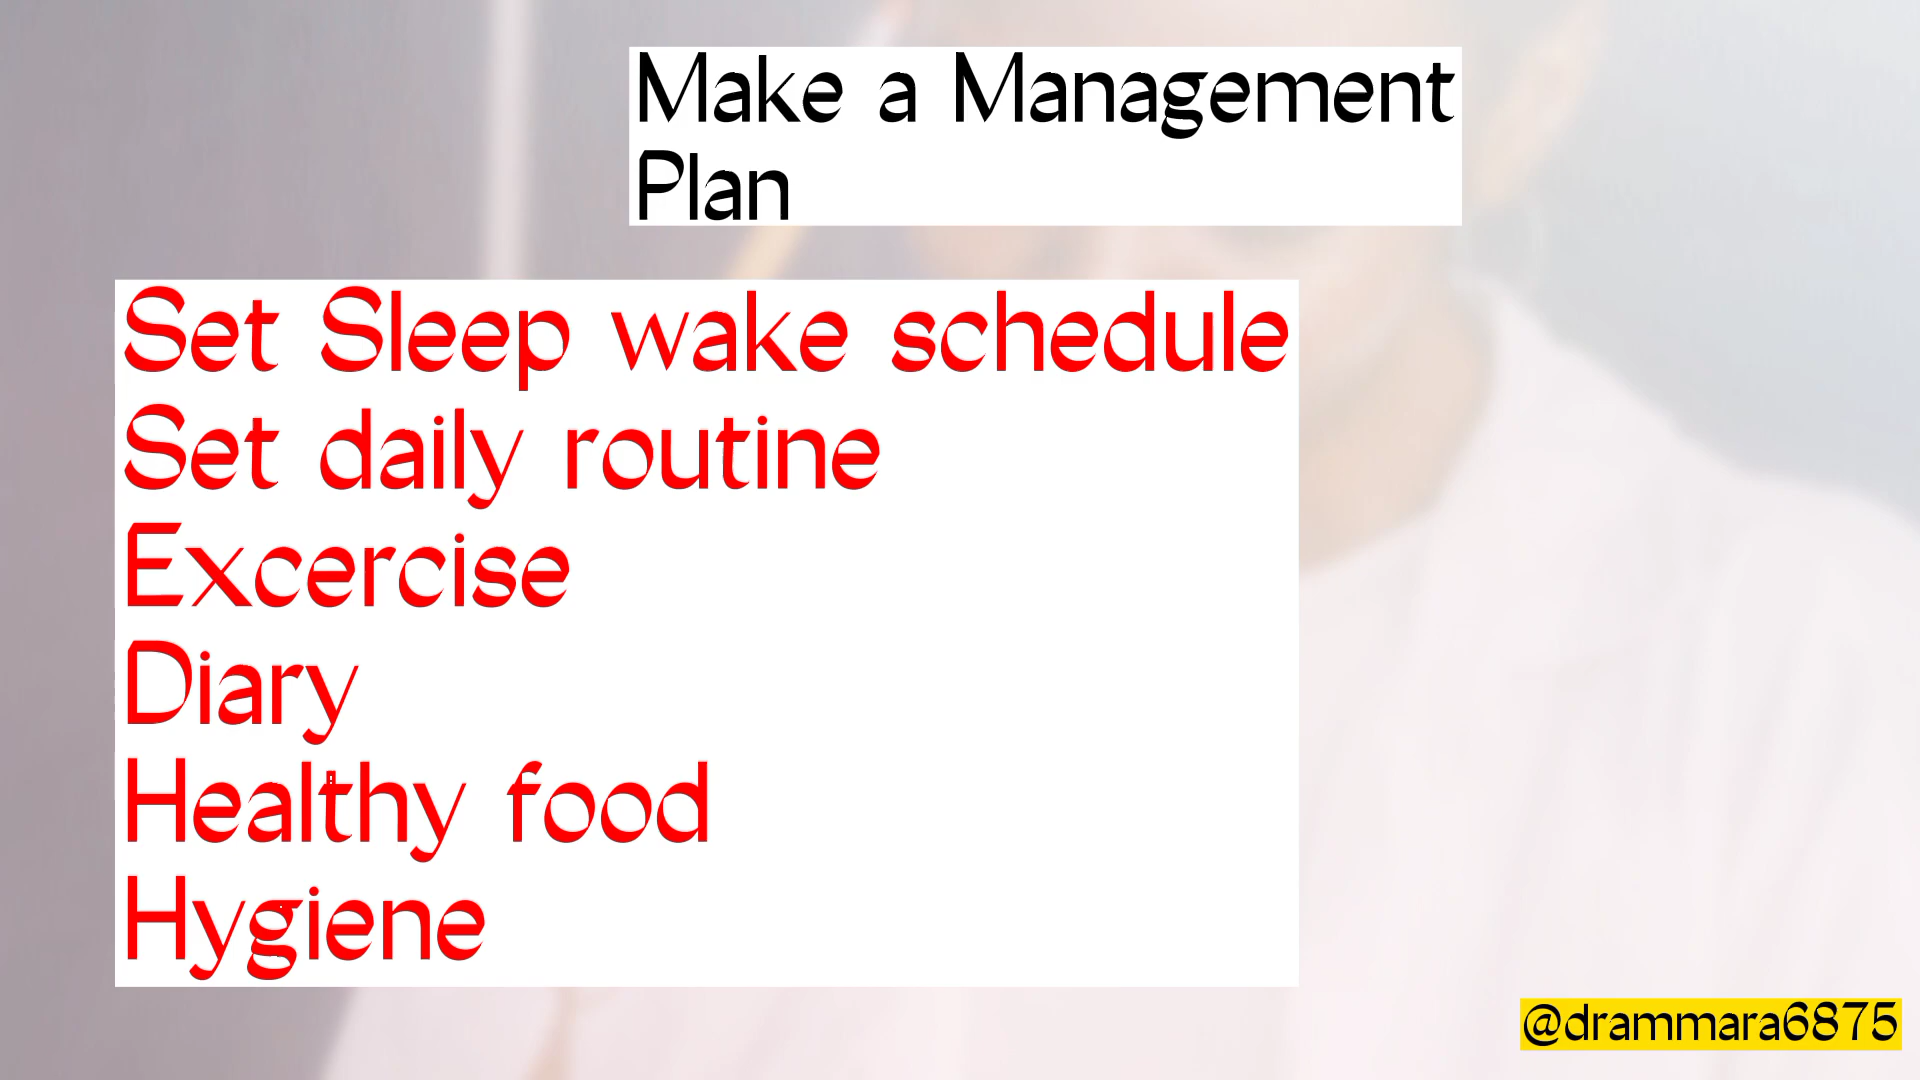 Make a Management
Plan
Set Sleep wake schedule
Set daily routine
Excercise
Diary
Healthy food
Hygiene
@drammara6875